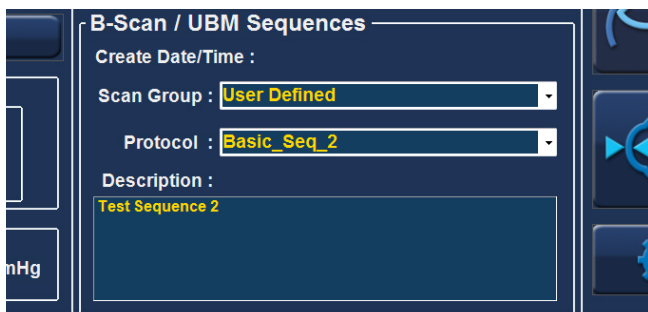 B-Scan / UBM Sequences
Create Date/Time :
Scan Group : User Defined
Protocol : Basic_Seq_2
Description :
Test Sequence 2
mHg